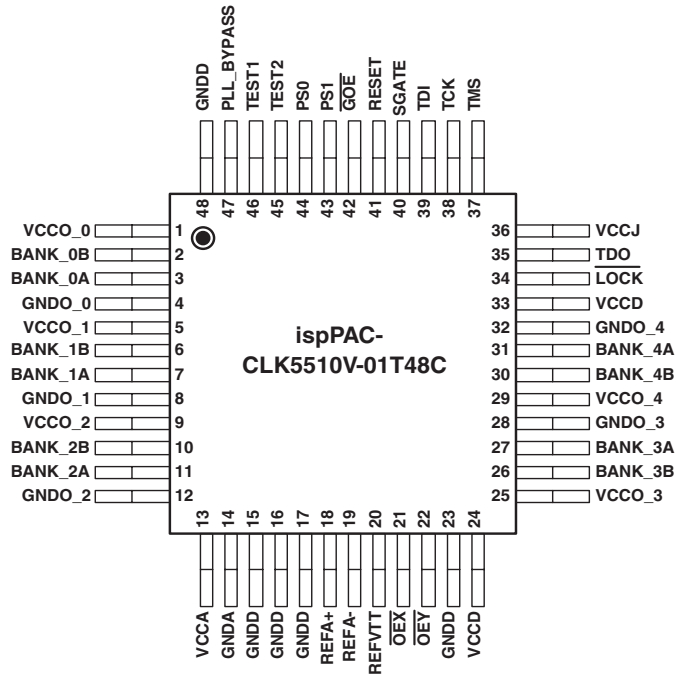 GNDD
PLL_BYPASS
TEST1
TEST2
PS0
PS1
GOE
RESET
SGATE
TDI
TCK
TMS
48 47 46 45 44 43 42 41 40 39 38 37
VCCO_0 1
BANK_0B 2
BANK_0A 3
GNDO_0 4
VCCO_1 5
BANK_1B 6
BANK_1A 7
GNDO_1 8
VCCO_2 9
BANK_2B 10
BANK_2A 11
GNDO_2 12
ispPAC-
CLK5510V-01T48C
36 VCCJ
35 TDO
34 LOCK
33 VCCD
32 GNDO_4
31 BANK_4A
30 BANK_4B
29 VCCO_4
28 GNDO_3
27 BANK_3A
26 BANK_3B
25 VCCO_3
13 14 15 16 17 18 19 20 21 22 23 24
VCCA
GNDA
GNDD
GNDD
GNDD
REFA+
REFA-
REFVTT
OEX
OEY
GNDD
VCCD